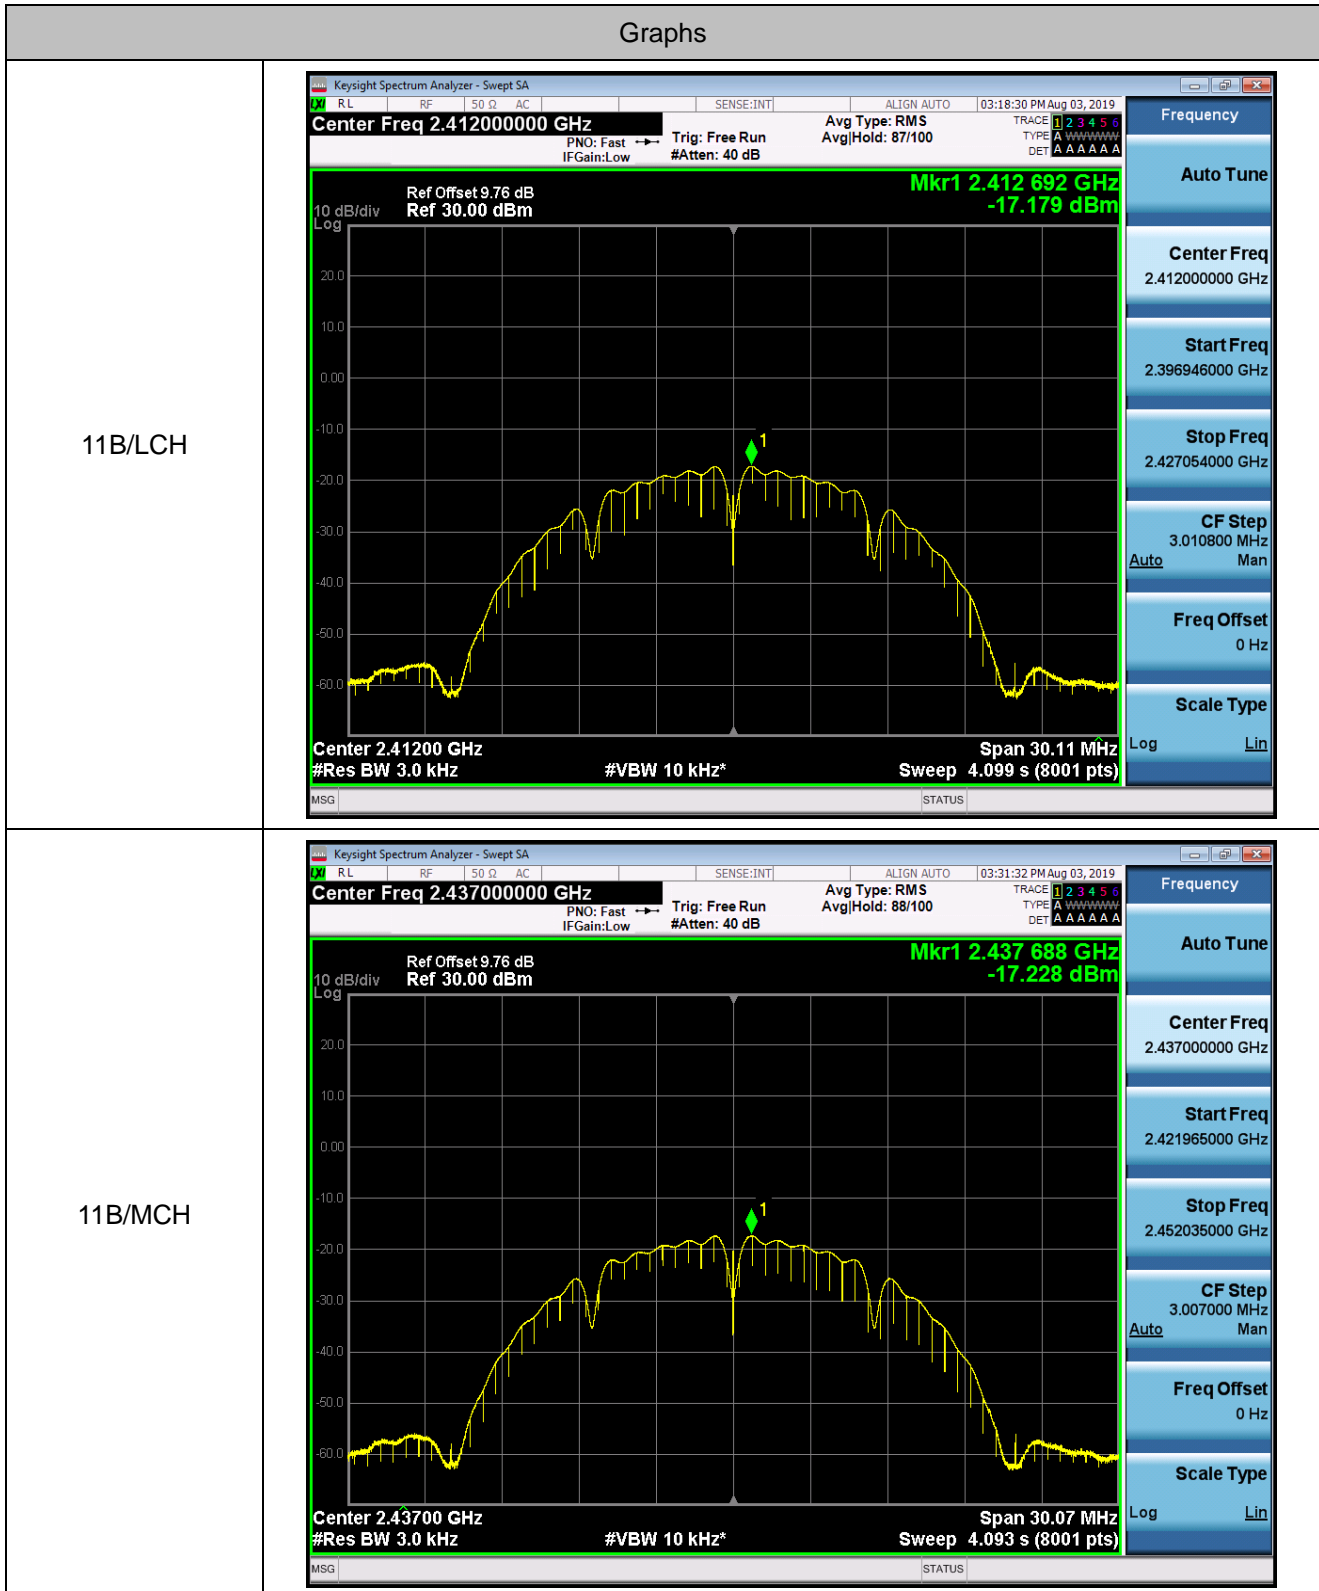 Graphs
11B/LCH
Keysight Spectrum Analyzer - Swept SA
LXI RL RF 50 Ω AC SENSE:INT ALIGN AUTO 03:18:30 PM Aug 03, 2019
Center Freq 2.412000000 GHz
PNO: Fast
IFGain:Low
Trig: Free Run
#Atten: 40 dB
Avg Type: RMS
Avg|Hold: 87/100
TRACE 1 2 3 4 5 6
TYPE A WWWWW
DET A A A A A A
Mkr1 2.412 692 GHz
-17.179 dBm
Ref Offset 9.76 dB
10 dB/div Ref 30.00 dBm
Log
20.0
10.0
0.00
-10.0
-20.0
-30.0
-40.0
-50.0
-60.0
1
Center 2.41200 GHz Span 30.11 MHz
#Res BW 3.0 kHz #VBW 10 kHz* Sweep 4.099 s (8001 pts)
MSG STATUS
Frequency
Auto Tune
Center Freq
2.412000000 GHz
Start Freq
2.396946000 GHz
Stop Freq
2.427054000 GHz
CF Step
3.010800 MHz
Auto Man
Freq Offset
0 Hz
Scale Type
Log Lin
11B/MCH
Keysight Spectrum Analyzer - Swept SA
LXI RL RF 50 Ω AC SENSE:INT ALIGN AUTO 03:31:32 PM Aug 03, 2019
Center Freq 2.437000000 GHz
PNO: Fast
IFGain:Low
Trig: Free Run
#Atten: 40 dB
Avg Type: RMS
Avg|Hold: 88/100
TRACE 1 2 3 4 5 6
TYPE A WWWWW
DET A A A A A A
Mkr1 2.437 688 GHz
-17.228 dBm
Ref Offset 9.76 dB
10 dB/div Ref 30.00 dBm
Log
20.0
10.0
0.00
-10.0
-20.0
-30.0
-40.0
-50.0
-60.0
1
Center 2.43700 GHz Span 30.07 MHz
#Res BW 3.0 kHz #VBW 10 kHz* Sweep 4.093 s (8001 pts)
MSG STATUS
Frequency
Auto Tune
Center Freq
2.437000000 GHz
Start Freq
2.421965000 GHz
Stop Freq
2.452035000 GHz
CF Step
3.007000 MHz
Auto Man
Freq Offset
0 Hz
Scale Type
Log Lin